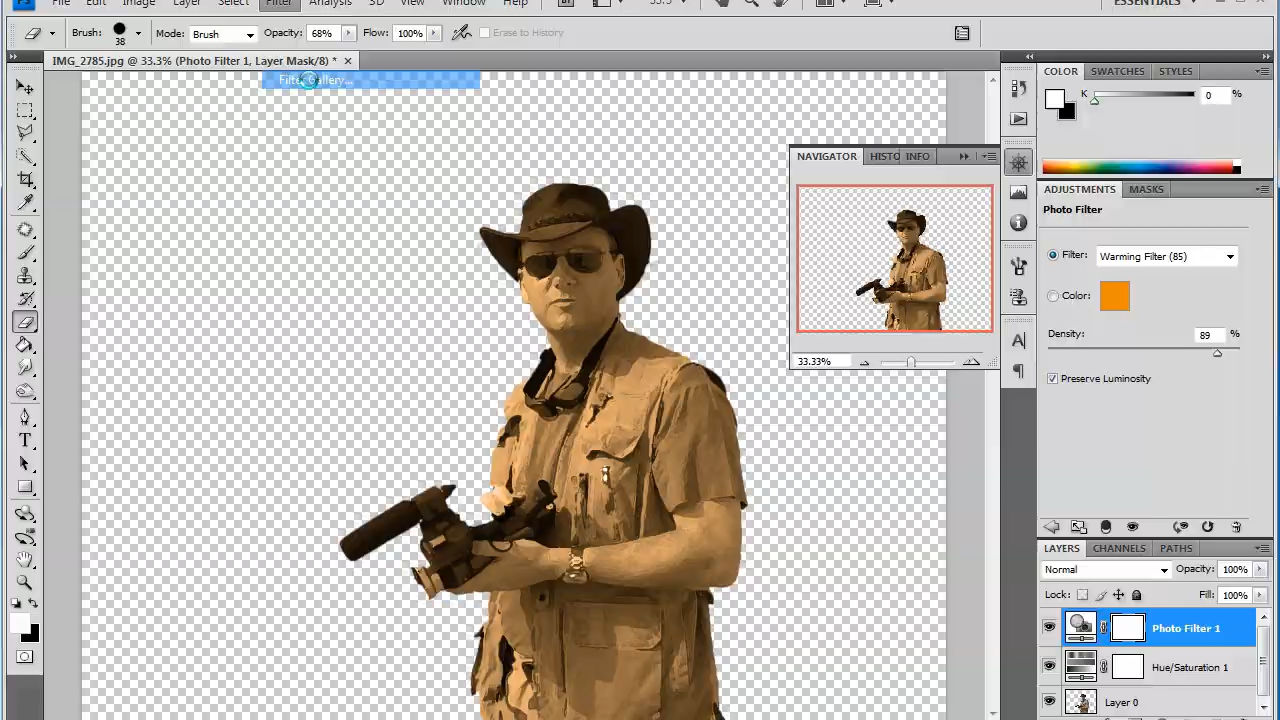 File Edit Image Layer Select Filter Analysis 3D View Window Help
ESSENTIALS
Brush: 38 Mode: Brush Opacity: 68% Flow: 100% Erase to History
IMG_2785.jpg @ 33.3% (Photo Filter 1, Layer Mask/8) *
Filter Gallery...
COLOR SWATCHES STYLES
K 0 %
NAVIGATOR HISTO INFO
33.33%
ADJUSTMENTS MASKS
Photo Filter
Filter: Warming Filter (85)
Color:
Density: 89 %
Preserve Luminosity
LAYERS CHANNELS PATHS
Normal Opacity: 100%
Lock: Fill: 100%
Photo Filter 1
Hue/Saturation 1
Layer 0